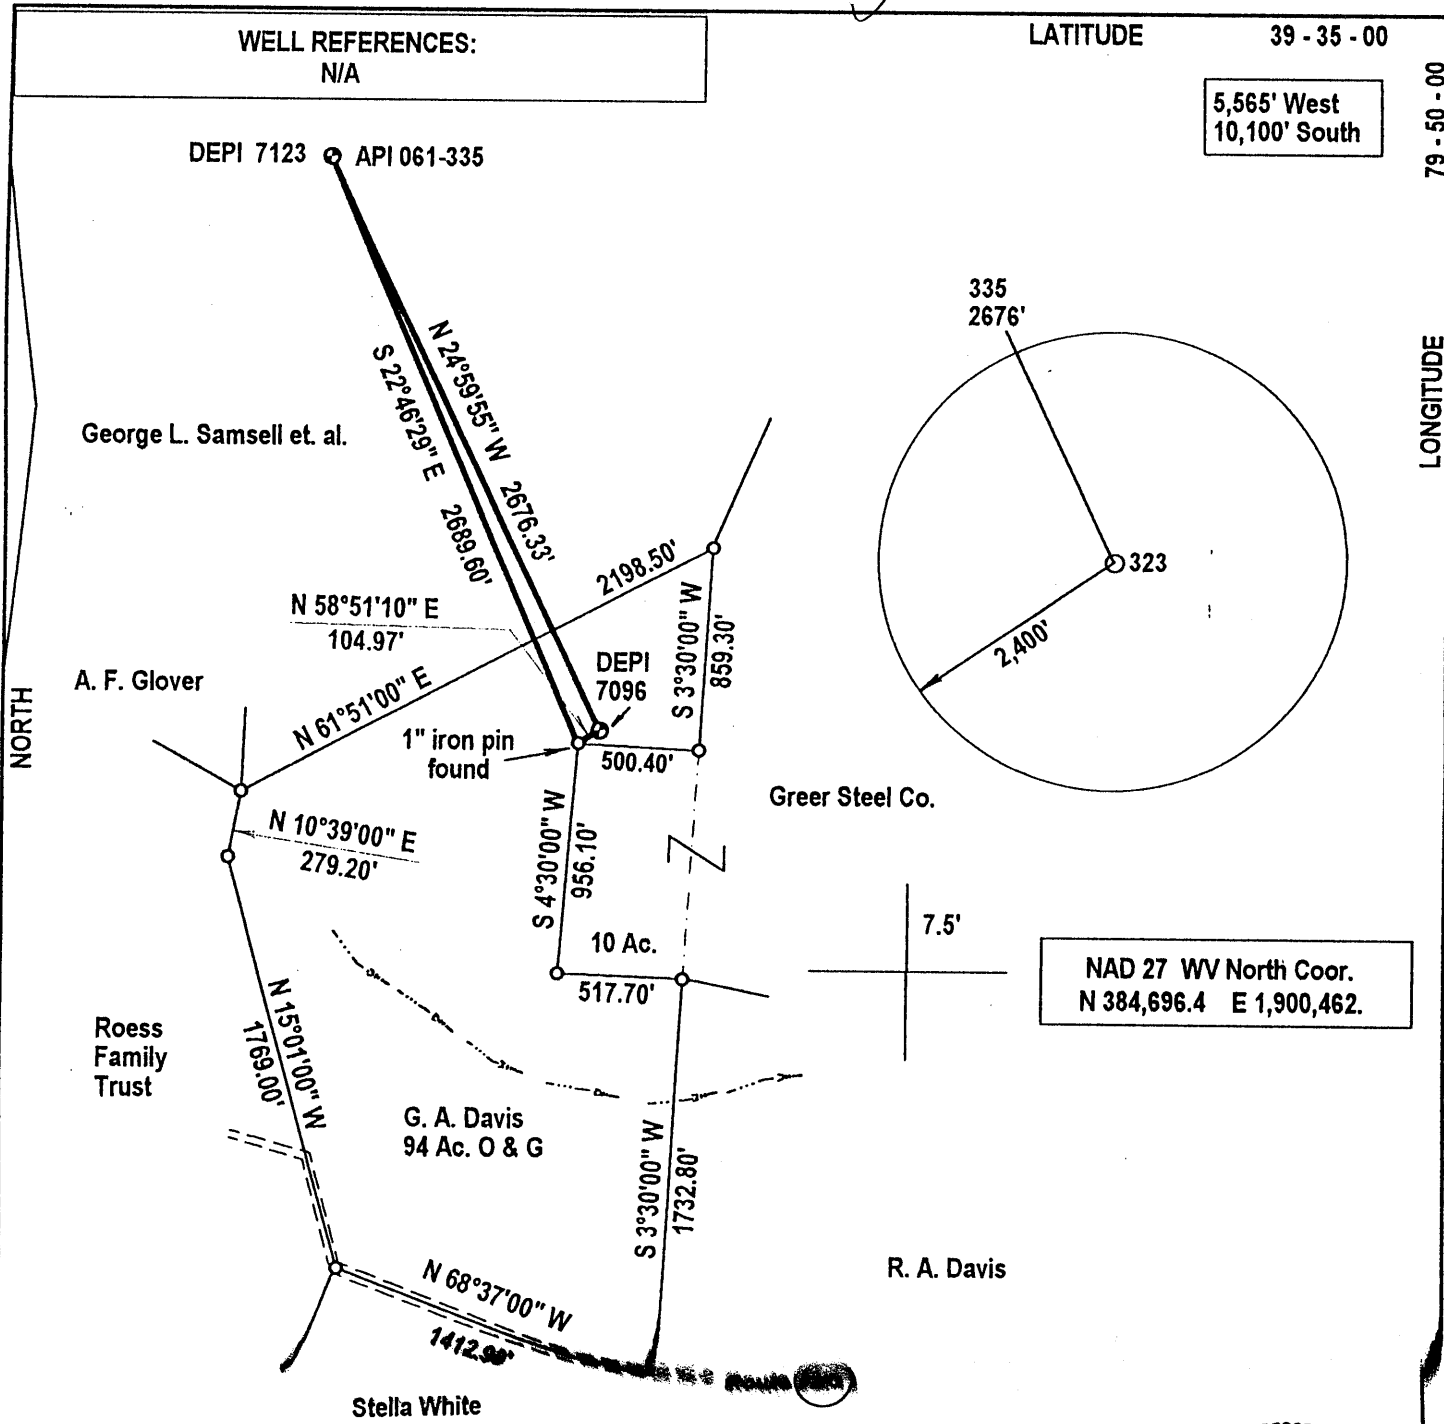 WELL REFERENCES:
N/A
LATITUDE 39 - 35 - 00
5,565' West
10,100' South
79 - 50 - 00
LONGITUDE
DEPI 7123 API 061-335
335
2676'
N 24°59'55" W 2676.33'
S 22°46'29" E 2689.60'
George L. Samsell et. al.
323
2,400'
2198.50'
N 61°51'00" E
N 58°51'10" E
104.97'
S 3°30'00" W
859.30'
DEPI
7096
A. F. Glover
NORTH
1" iron pin
found
500.40'
Greer Steel Co.
N 10°39'00" E
279.20'
S 4°30'00" W
956.10'
10 Ac.
517.70'
7.5'
NAD 27 WV North Coor.
N 384,696.4 E 1,900,462.
N 15°01'00" W
1769.00'
Roess
Family
Trust
G. A. Davis
94 Ac. O & G
S 3°30'00" W
1732.80'
R. A. Davis
N 68°37'00" W
Route
Stella White